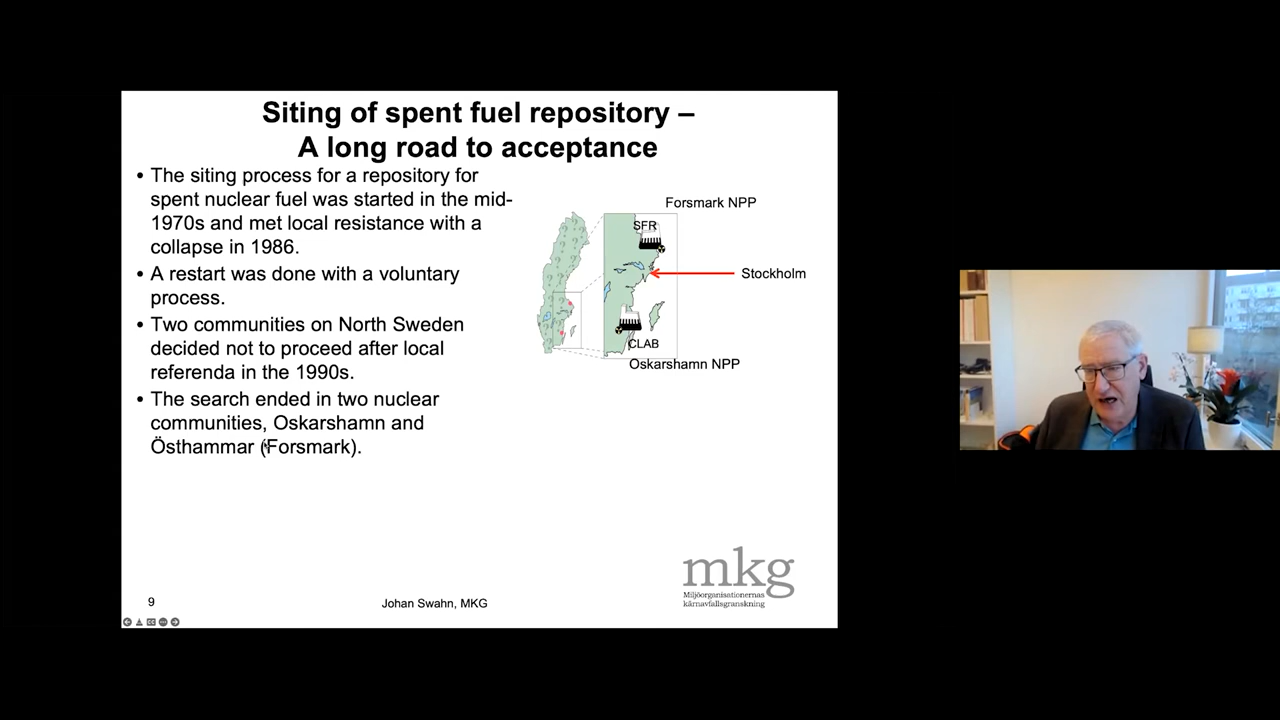 Siting of spent fuel repository –
A long road to acceptance
• The siting process for a repository for
spent nuclear fuel was started in the mid-
1970s and met local resistance with a
collapse in 1986.
• A restart was done with a voluntary
process.
• Two communities on North Sweden
decided not to proceed after local
referenda in the 1990s.
• The search ended in two nuclear
communities, Oskarshamn and
Östhammar (Forsmark).
Forsmark NPP
SFR
Stockholm
CLAB
Oskarshamn NPP
mkg
Miljöorganisationernas
kärnavfallsgranskning
9
Johan Swahn, MKG